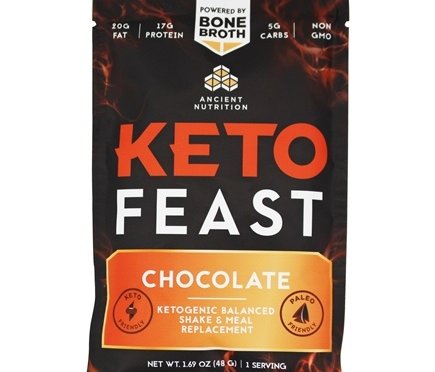 POWERED BY
BONE
BROTH
20G
FAT
17G
PROTEIN
5G
CARBS
NON
GMO
ANCIENT
NUTRITION
KETO
FEAST
CHOCOLATE
KETOGENIC BALANCED
SHAKE & MEAL
REPLACEMENT
KETO
FRIENDLY
PALEO
FRIENDLY
NET WT. 1.69 OZ (48 G) | 1 SERVING